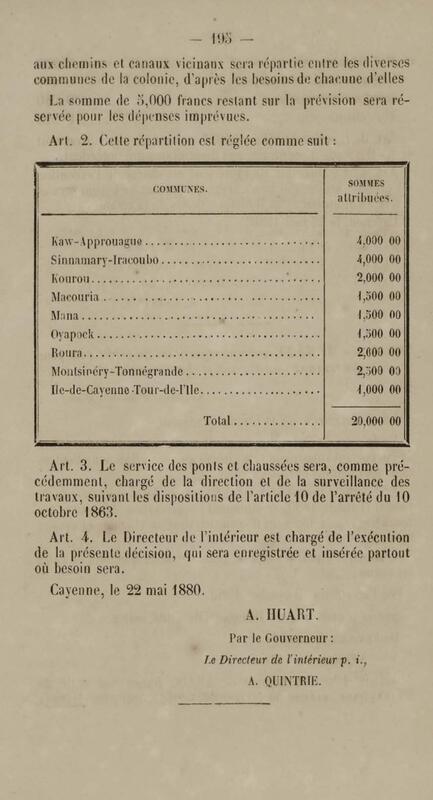 — 195 —
aux chemins et canaux vicinaux sera répartie entre les diverses
communes de la colonie, d'après les besoins de chacune d'elles
La somme de 5,000 francs restant sur la prévision sera ré-
servée pour les dépenses imprévues.
Art. 2. Cette répartition est réglée comme suit :
COMMUNES. SOMMES
attribuées.
Kaw-Approuague 4,000 00
Sinnamary-Iracoubo 4,000 00
Kourou 2,000 00
Macouria 1,500 00
Mana 1,500 00
Oyapock 1,500 00
Roura 2,000 00
Montsinéry-Tonnégrande 2,500 00
Ile-de-Cayenne-Tour-de-l'Ile 1,000 00
Total 20,000 00
Art. 3. Le service des ponts et chaussées sera, comme pré-
cédemment, chargé de la direction et de la surveillance des
travaux, suivant les dispositions de l'article 10 de l'arrêté du 10
octobre 1863.
Art. 4. Le Directeur de l'intérieur est chargé de l'exécution
de la présente décision, qui sera enregistrée et insérée partout
où besoin sera.
Cayenne, le 22 mai 1880.
A. HUART.
Par le Gouverneur :
Le Directeur de l'intérieur p. i.,
A. QUINTRIE.